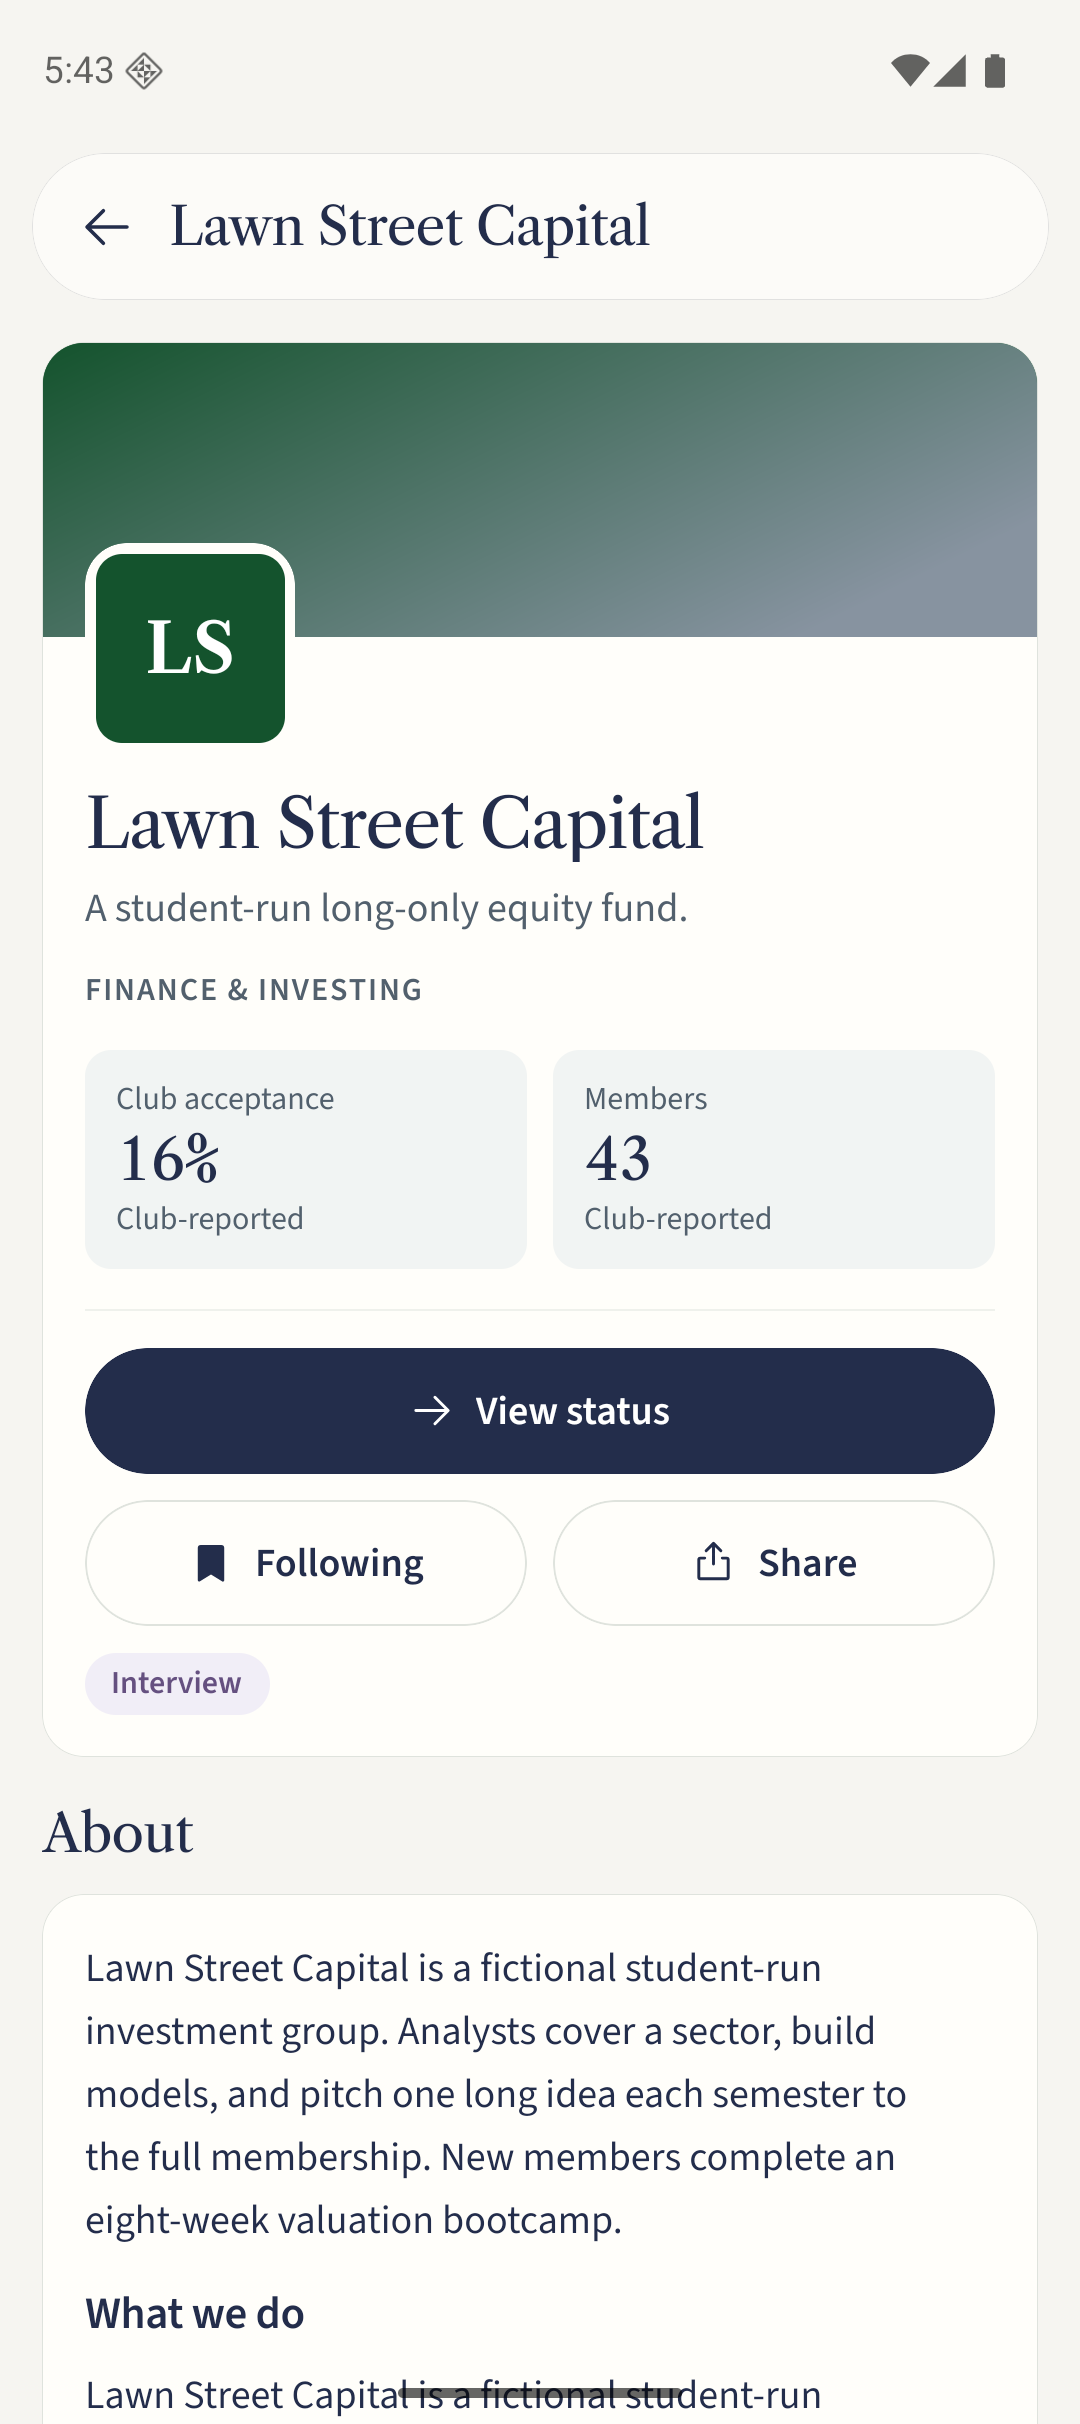 5:43
Lawn Street Capital
LS
Lawn Street Capital
A student-run long-only equity fund.
FINANCE & INVESTING
Club acceptance
16%
Club-reported
Members
43
Club-reported
View status
Following
Share
Interview
About
Lawn Street Capital is a fictional student-run
investment group. Analysts cover a sector, build
models, and pitch one long idea each semester to
the full membership. New members complete an
eight-week valuation bootcamp.
What we do
Lawn Street Capital is a fictional student-run